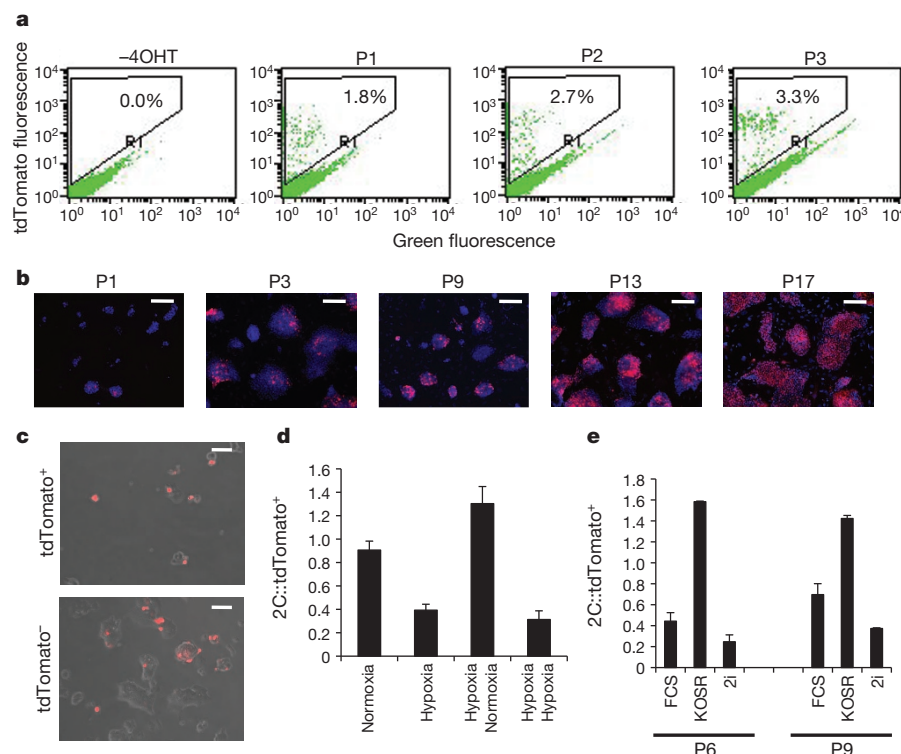 a
–4OHT
P1
P2
P3
tdTomato fluorescence
10⁴ 10³ 10² 10¹ 10⁰
0.0%
R1
10⁰ 10¹ 10² 10³ 10⁴
10⁴ 10³ 10² 10¹ 10⁰
1.8%
R1
10⁰ 10¹ 10² 10³ 10⁴
10⁴ 10³ 10² 10¹ 10⁰
2.7%
R1
10⁰ 10¹ 10² 10³ 10⁴
10⁴ 10³ 10² 10¹ 10⁰
3.3%
R1
10⁰ 10¹ 10² 10³ 10⁴
Green fluorescence
b
P1
P3
P9
P13
P17
c
tdTomato⁺
tdTomato⁻
d
2C::tdTomato⁺
1.6
1.4
1.2
1.0
0.8
0.6
0.4
0.2
0
Normoxia
Hypoxia
Hypoxia
Normoxia
Hypoxia
Hypoxia
e
2C::tdTomato⁺
1.8
1.6
1.4
1.2
1.0
0.8
0.6
0.4
0.2
0
FCS
KOSR
2i
FCS
KOSR
2i
P6
P9